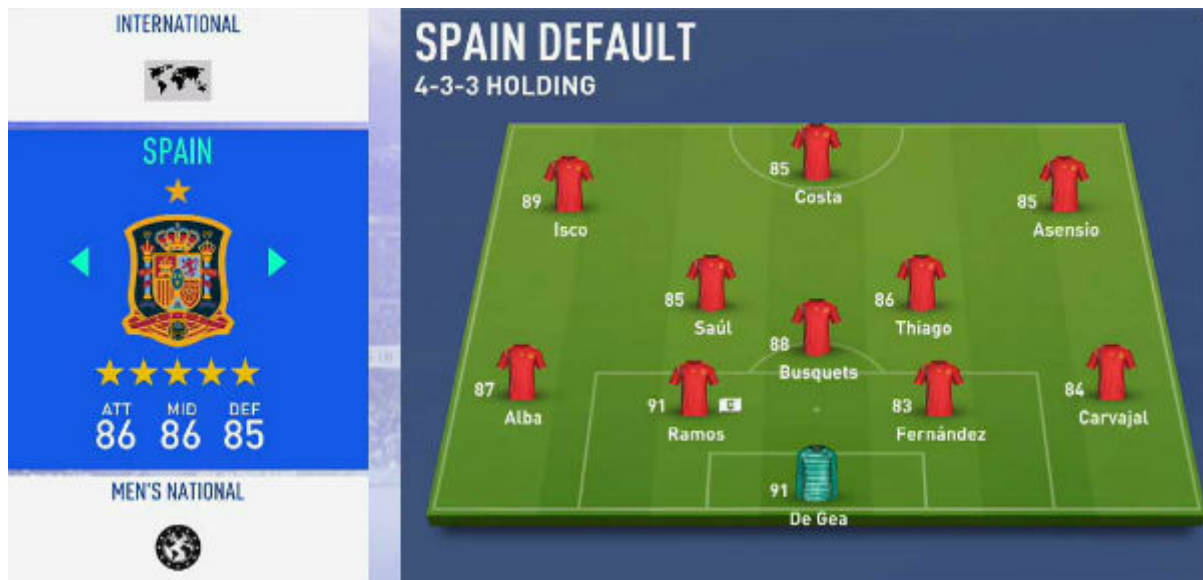 INTERNATIONAL
SPAIN
ATT MID DEF
86 86 85
MEN'S NATIONAL
SPAIN DEFAULT
4-3-3 HOLDING
85
Costa
89
Isco
85
Asensio
85
Saúl
86
Thiago
88
Busquets
87
Alba
91 C
Ramos
83
Fernández
84
Carvajal
91
De Gea